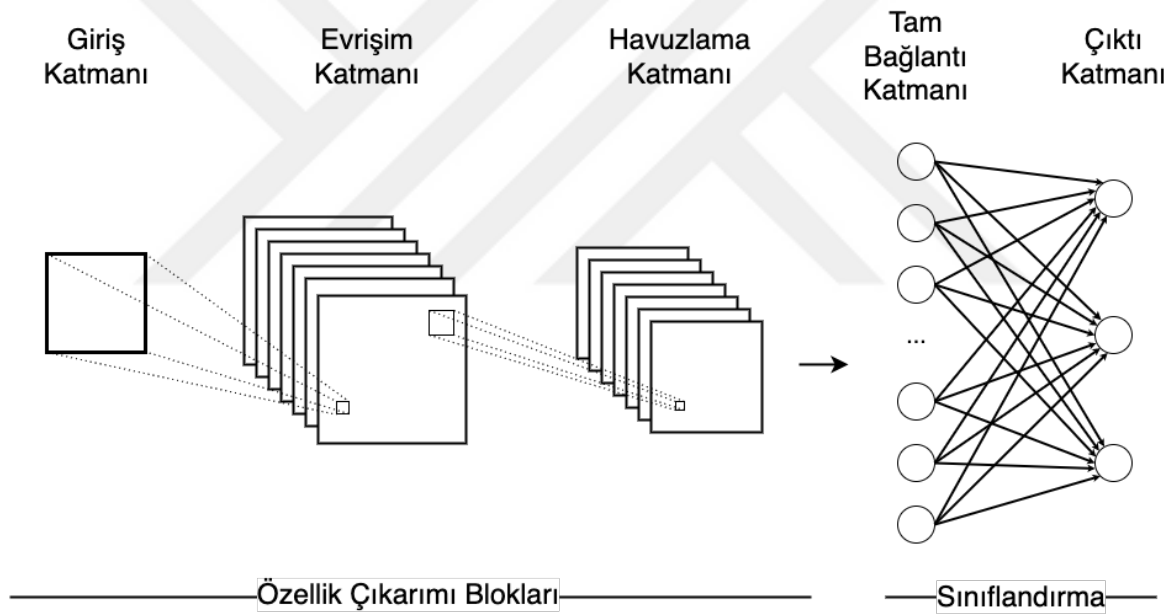 Giriş
Katmanı
Evrişim
Katmanı
Havuzlama
Katmanı
Tam
Bağlantı
Katmanı
Çıktı
Katmanı
...
Özellik Çıkarımı Blokları
Sınıflandırma